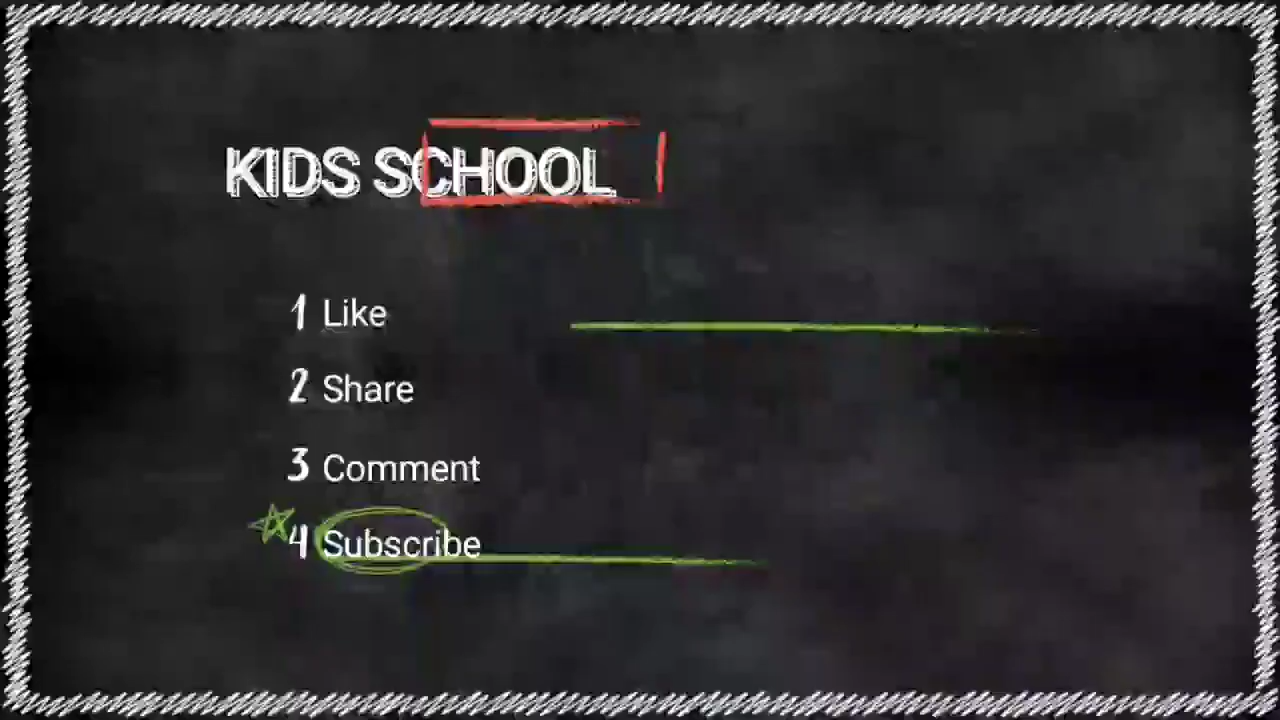 KIDS SCHOOL
1 Like
2 Share
3 Comment
4 Subscribe